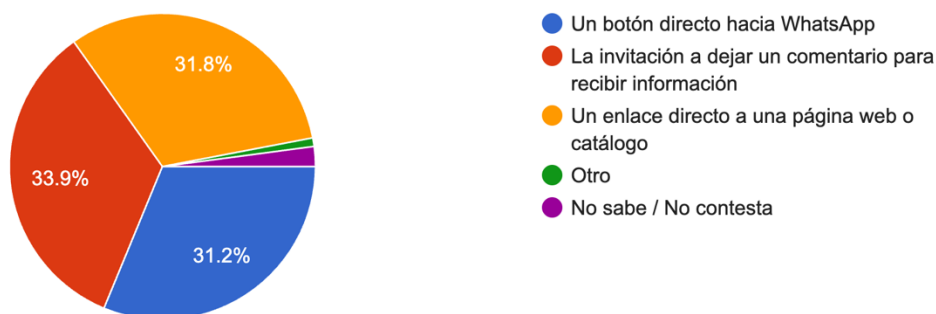 31.8%
33.9%
31.2%
Un botón directo hacia WhatsApp
La invitación a dejar un comentario para
recibir información
Un enlace directo a una página web o
catálogo
Otro
No sabe / No contesta